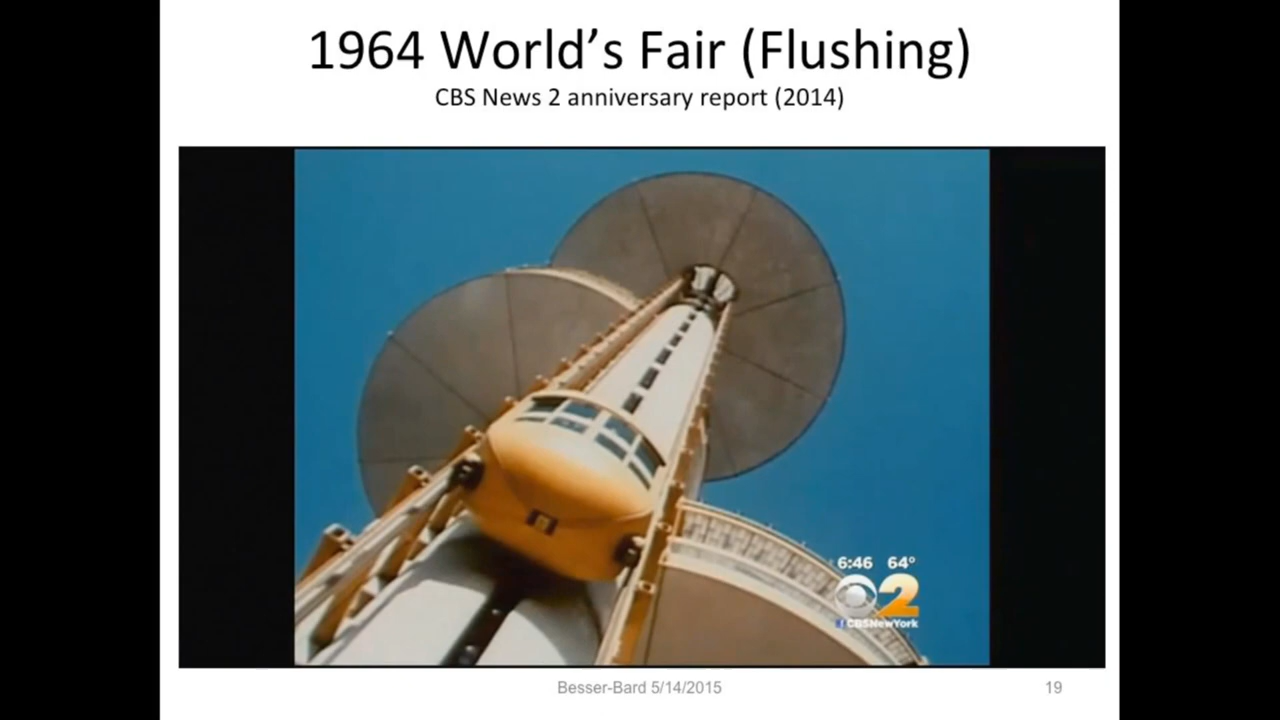 1964 World’s Fair (Flushing)
CBS News 2 anniversary report (2014)
6:46 64°
2
CBSNewYork
Besser-Bard 5/14/2015
19